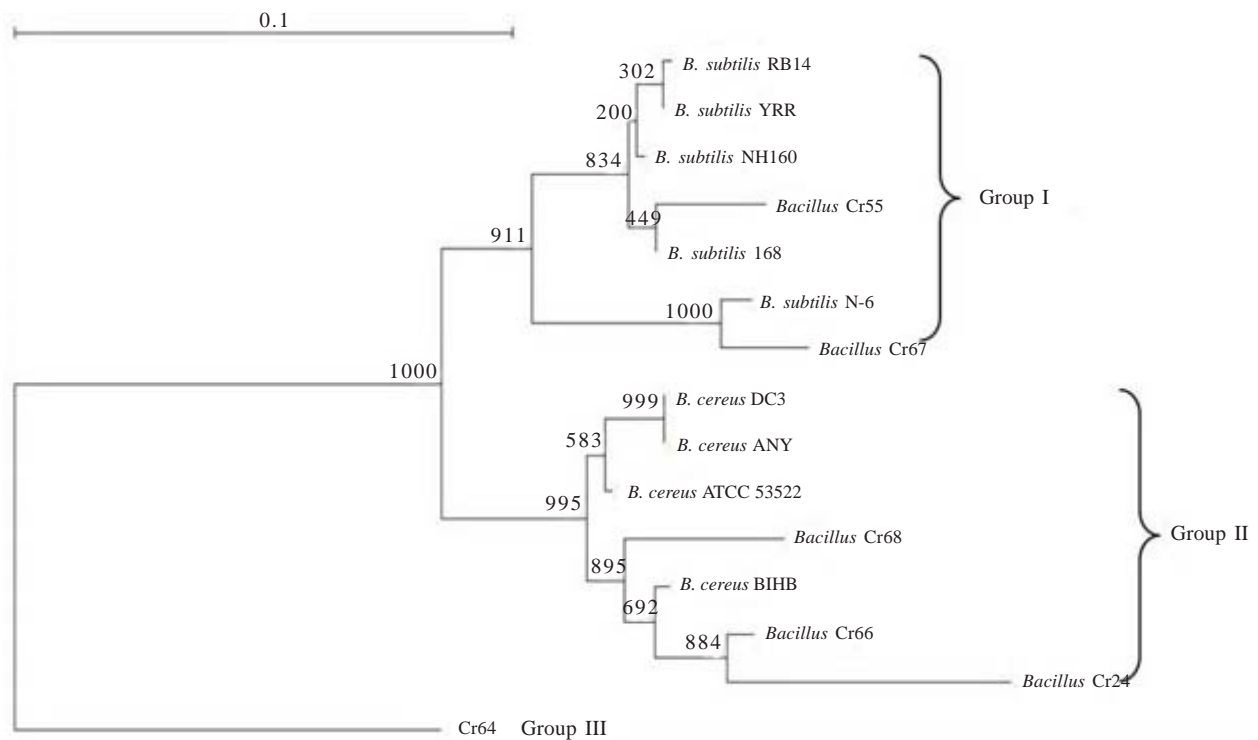 0.1
302
B. subtilis RB14
200
B. subtilis YRR
834
B. subtilis NH160
Bacillus Cr55
Group I
449
911
B. subtilis 168
B. subtilis N-6
1000
Bacillus Cr67
1000
999
B. cereus DC3
583
B. cereus ANY
995
B. cereus ATCC 53522
Bacillus Cr68
Group II
895
B. cereus BIHB
692
Bacillus Cr66
884
Bacillus Cr24
Cr64 Group III